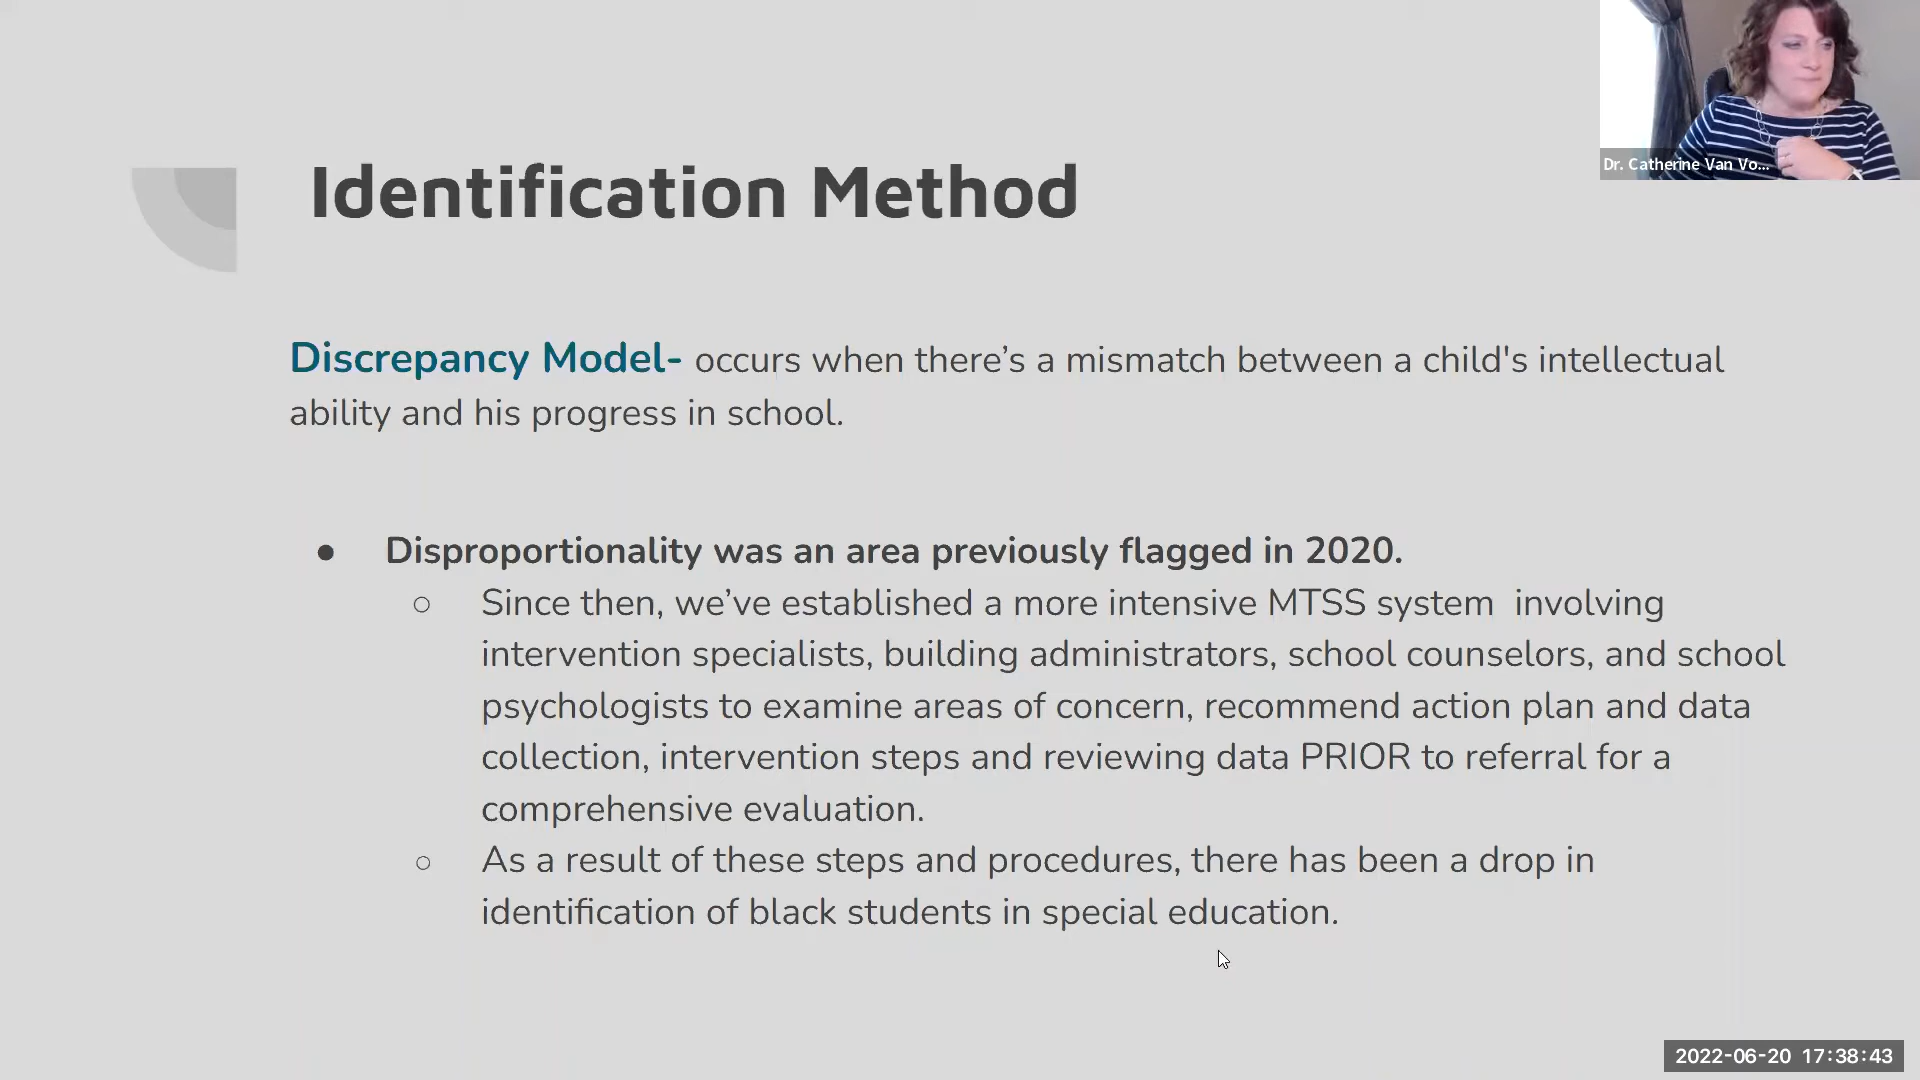 Dr. Catherine Van Vo...
Identification Method
Discrepancy Model- occurs when there’s a mismatch between a child's intellectual
ability and his progress in school.
● Disproportionality was an area previously flagged in 2020.
○ Since then, we’ve established a more intensive MTSS system involving
intervention specialists, building administrators, school counselors, and school
psychologists to examine areas of concern, recommend action plan and data
collection, intervention steps and reviewing data PRIOR to referral for a
comprehensive evaluation.
○ As a result of these steps and procedures, there has been a drop in
identification of black students in special education.
2022-06-20 17:38:43